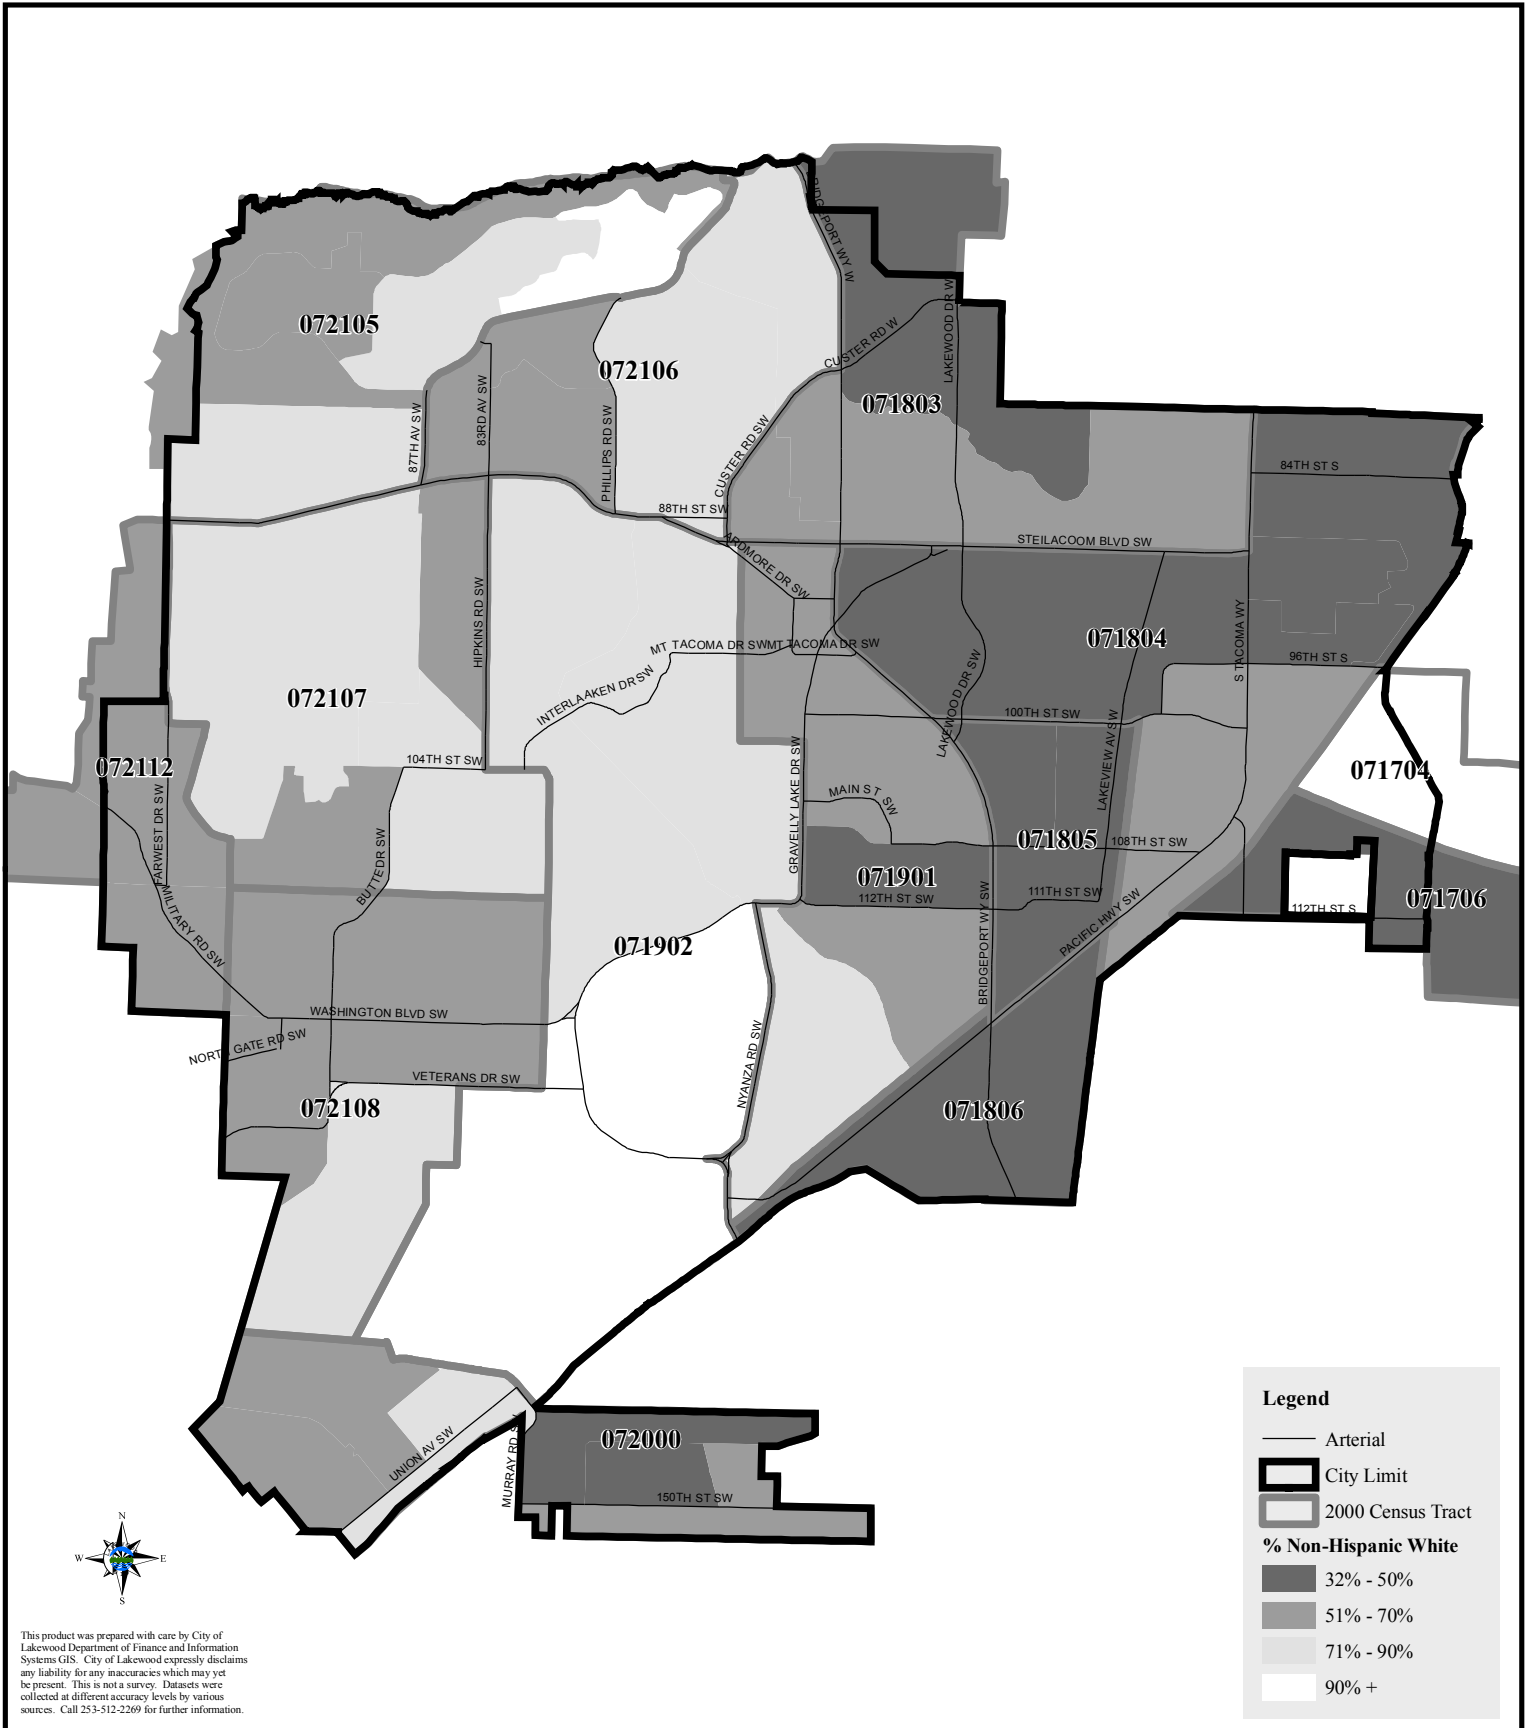 BRIDGEPORT WY W
072105
072106
CUSTER RD W
LAKEWOOD DR W
071803
87TH AV SW
83RD AV SW
PHILLIPS RD SW
CUSTER RD SW
84TH ST S
88TH ST SW
ARDMORE DR SW
STEILACOOM BLVD SW
HIPKINS RD SW
MT TACOMA DR SW
MT TACOMA DR SW
071804
S TACOMA WY
96TH ST S
INTERLAAKEN DR SW
LAKEWOOD DR SW
072107
100TH ST SW
LAKEVIEW AV SW
072112
104TH ST SW
071704
FARWEST DR SW
GRAVELLY LAKE DR SW
MAIN ST SW
071805
108TH ST SW
BUTTE DR SW
071901
111TH ST SW
112TH ST SW
071706
112TH ST S
MILITARY RD SW
BRIDGEPORT WY SW
PACIFIC HWY SW
071902
WASHINGTON BLVD SW
NORTH GATE RD SW
NYANZA RD SW
VETERANS DR SW
072108
071806
UNION AV SW
MURRAY RD SW
072000
150TH ST SW
Legend
Arterial
City Limit
2000 Census Tract
% Non-Hispanic White
32% - 50%
51% - 70%
71% - 90%
90% +
N
W
E
S
This product was prepared with care by City of
Lakewood Department of Finance and Information
Systems GIS. City of Lakewood expressly disclaims
any liability for any inaccuracies which may yet
be present. This is not a survey. Datasets were
collected at different accuracy levels by various
sources. Call 253-512-2269 for further information.